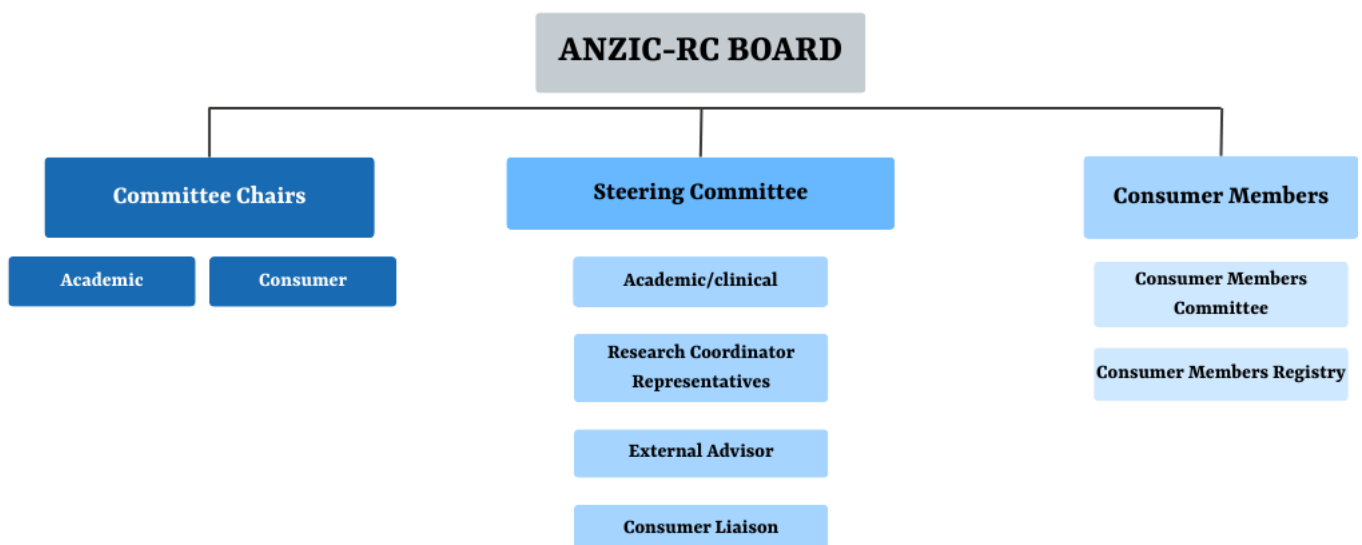 ANZIC-RC BOARD
Committee Chairs
Steering Committee
Consumer Members
Academic
Consumer
Academic/clinical
Research Coordinator
Representatives
External Advisor
Consumer Liaison
Consumer Members
Committee
Consumer Members Registry